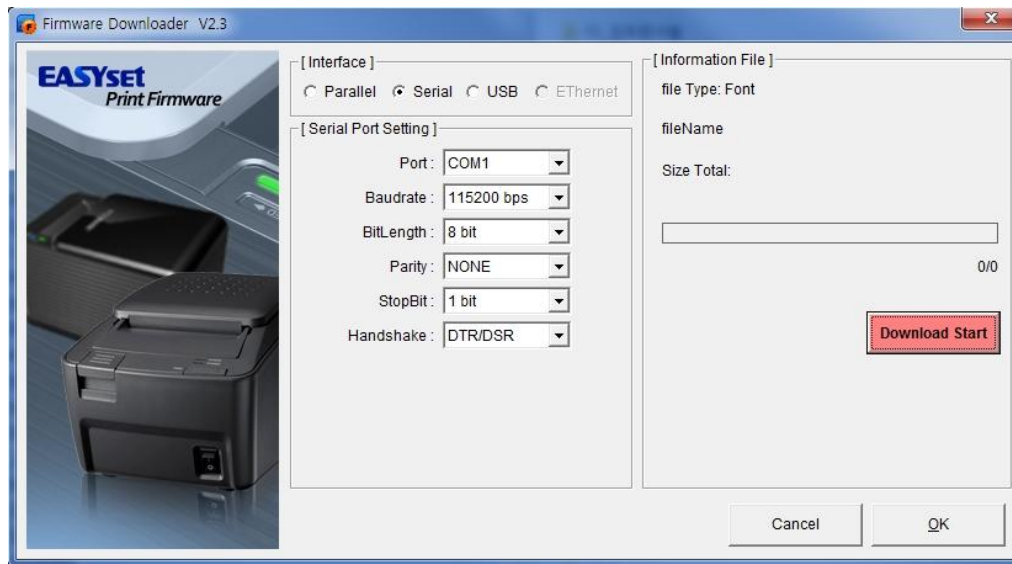 Firmware Downloader V2.3
EASYset
Print Firmware
[ Interface ]
Parallel Serial USB EThernet
[ Serial Port Setting ]
Port : COM1
Baudrate : 115200 bps
BitLength : 8 bit
Parity : NONE
StopBit : 1 bit
Handshake : DTR/DSR
[ Information File ]
file Type: Font
fileName
Size Total:
0/0
Download Start
Cancel OK